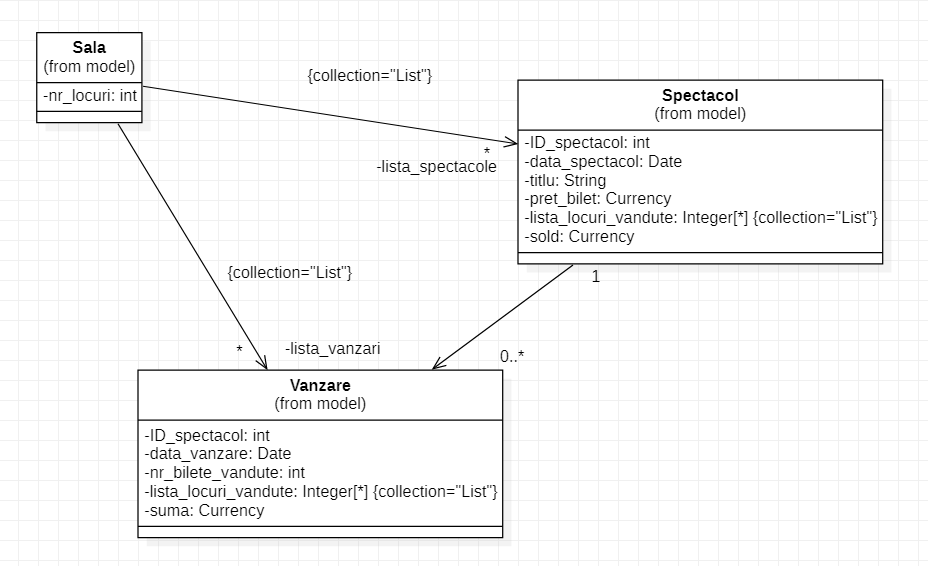 Sala
(from model)
-nr_locuri: int
{collection="List"}
*
-lista_spectacole
Spectacol
(from model)
-ID_spectacol: int
-data_spectacol: Date
-titlu: String
-pret_bilet: Currency
-lista_locuri_vandute: Integer[*] {collection="List"}
-sold: Currency
{collection="List"}
1
*
-lista_vanzari
0..*
Vanzare
(from model)
-ID_spectacol: int
-data_vanzare: Date
-nr_bilete_vandute: int
-lista_locuri_vandute: Integer[*] {collection="List"}
-suma: Currency